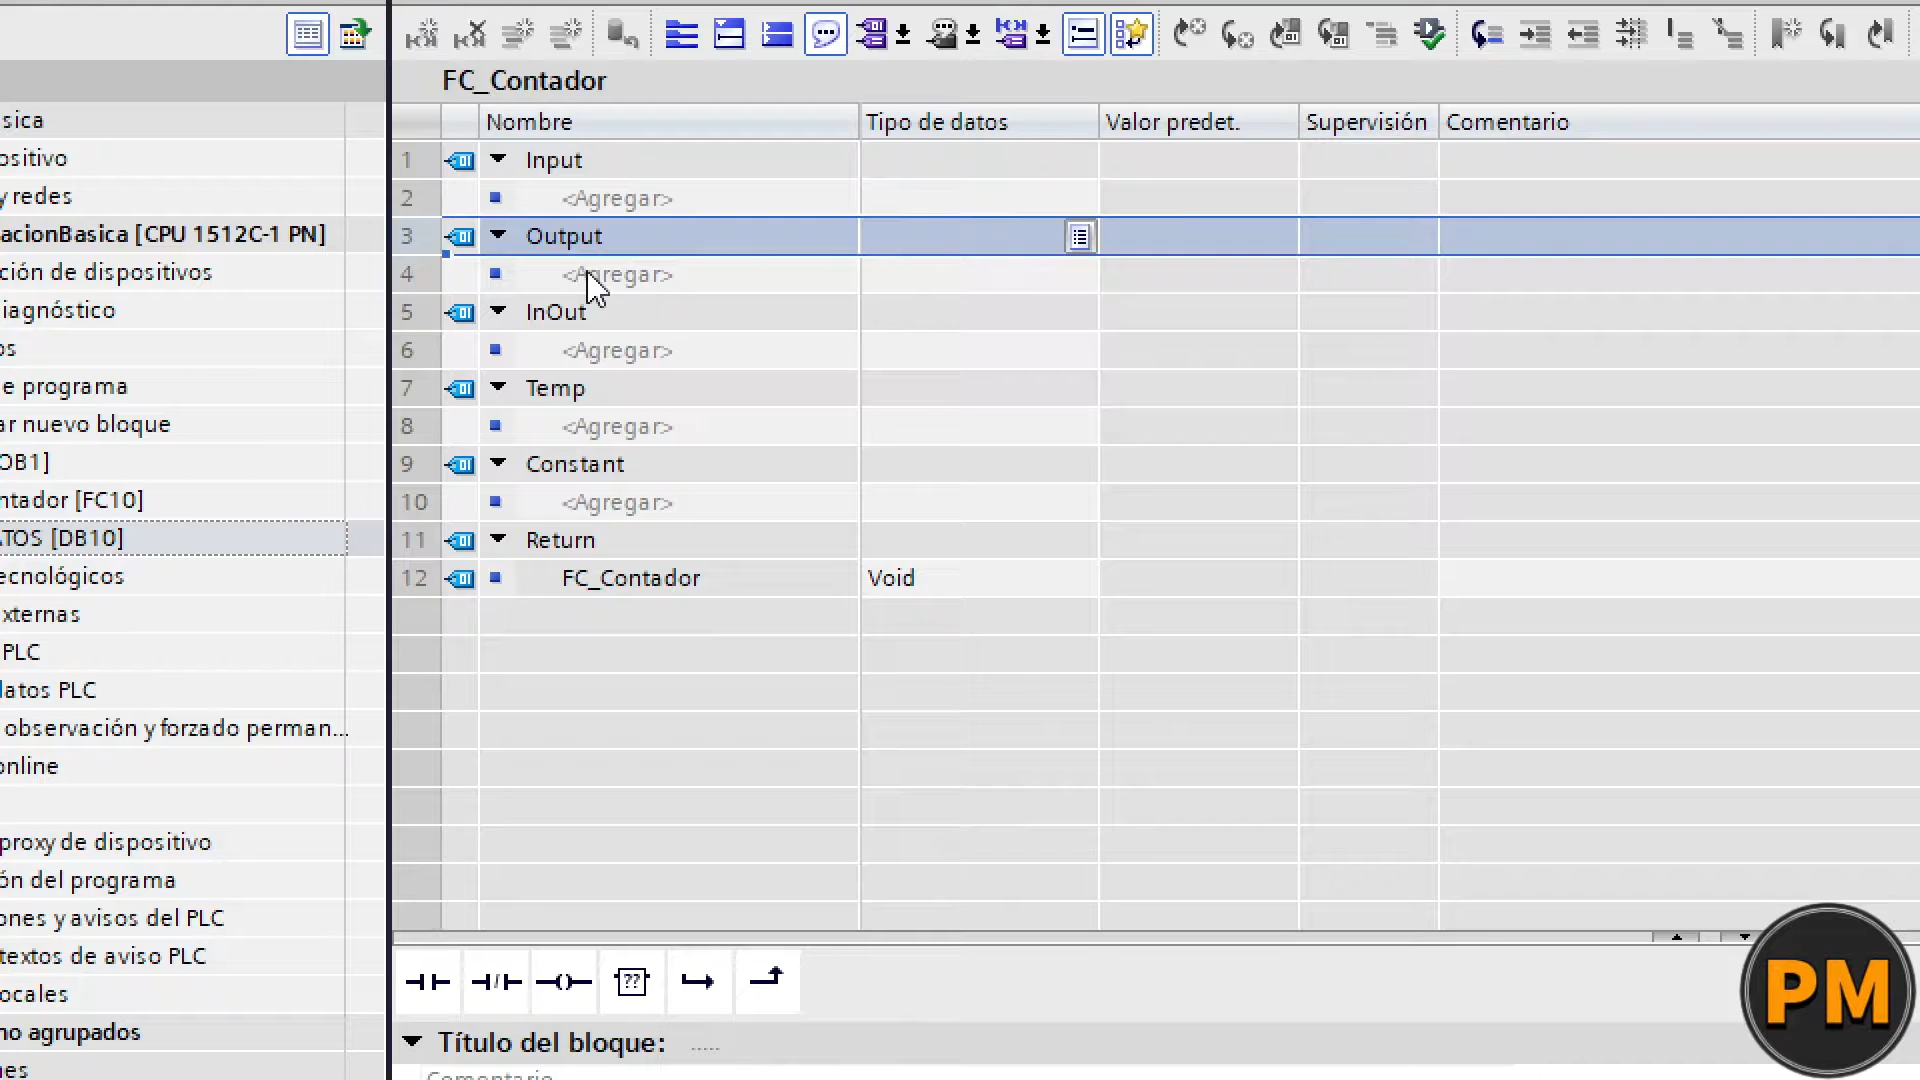 FC_Contador
Nombre Tipo de datos Valor predet. Supervisión Comentario
1 Input
2 <Agregar>
3 Output
4 <Agregar>
5 InOut
6 <Agregar>
7 Temp
8 <Agregar>
9 Constant
10 <Agregar>
11 Return
12 FC_Contador Void
sica
ositivo
y redes
acionBasica [CPU 1512C-1 PN]
ción de dispositivos
iagnóstico
os
e programa
ar nuevo bloque
OB1]
ntador [FC10]
ATOS [DB10]
ecnológicos
xternas
PLC
latos PLC
observación y forzado perman...
online
proxy de dispositivo
ón del programa
ones y avisos del PLC
textos de aviso PLC
ocales
no agrupados
nes
??
Título del bloque: .....
Comentario
PM